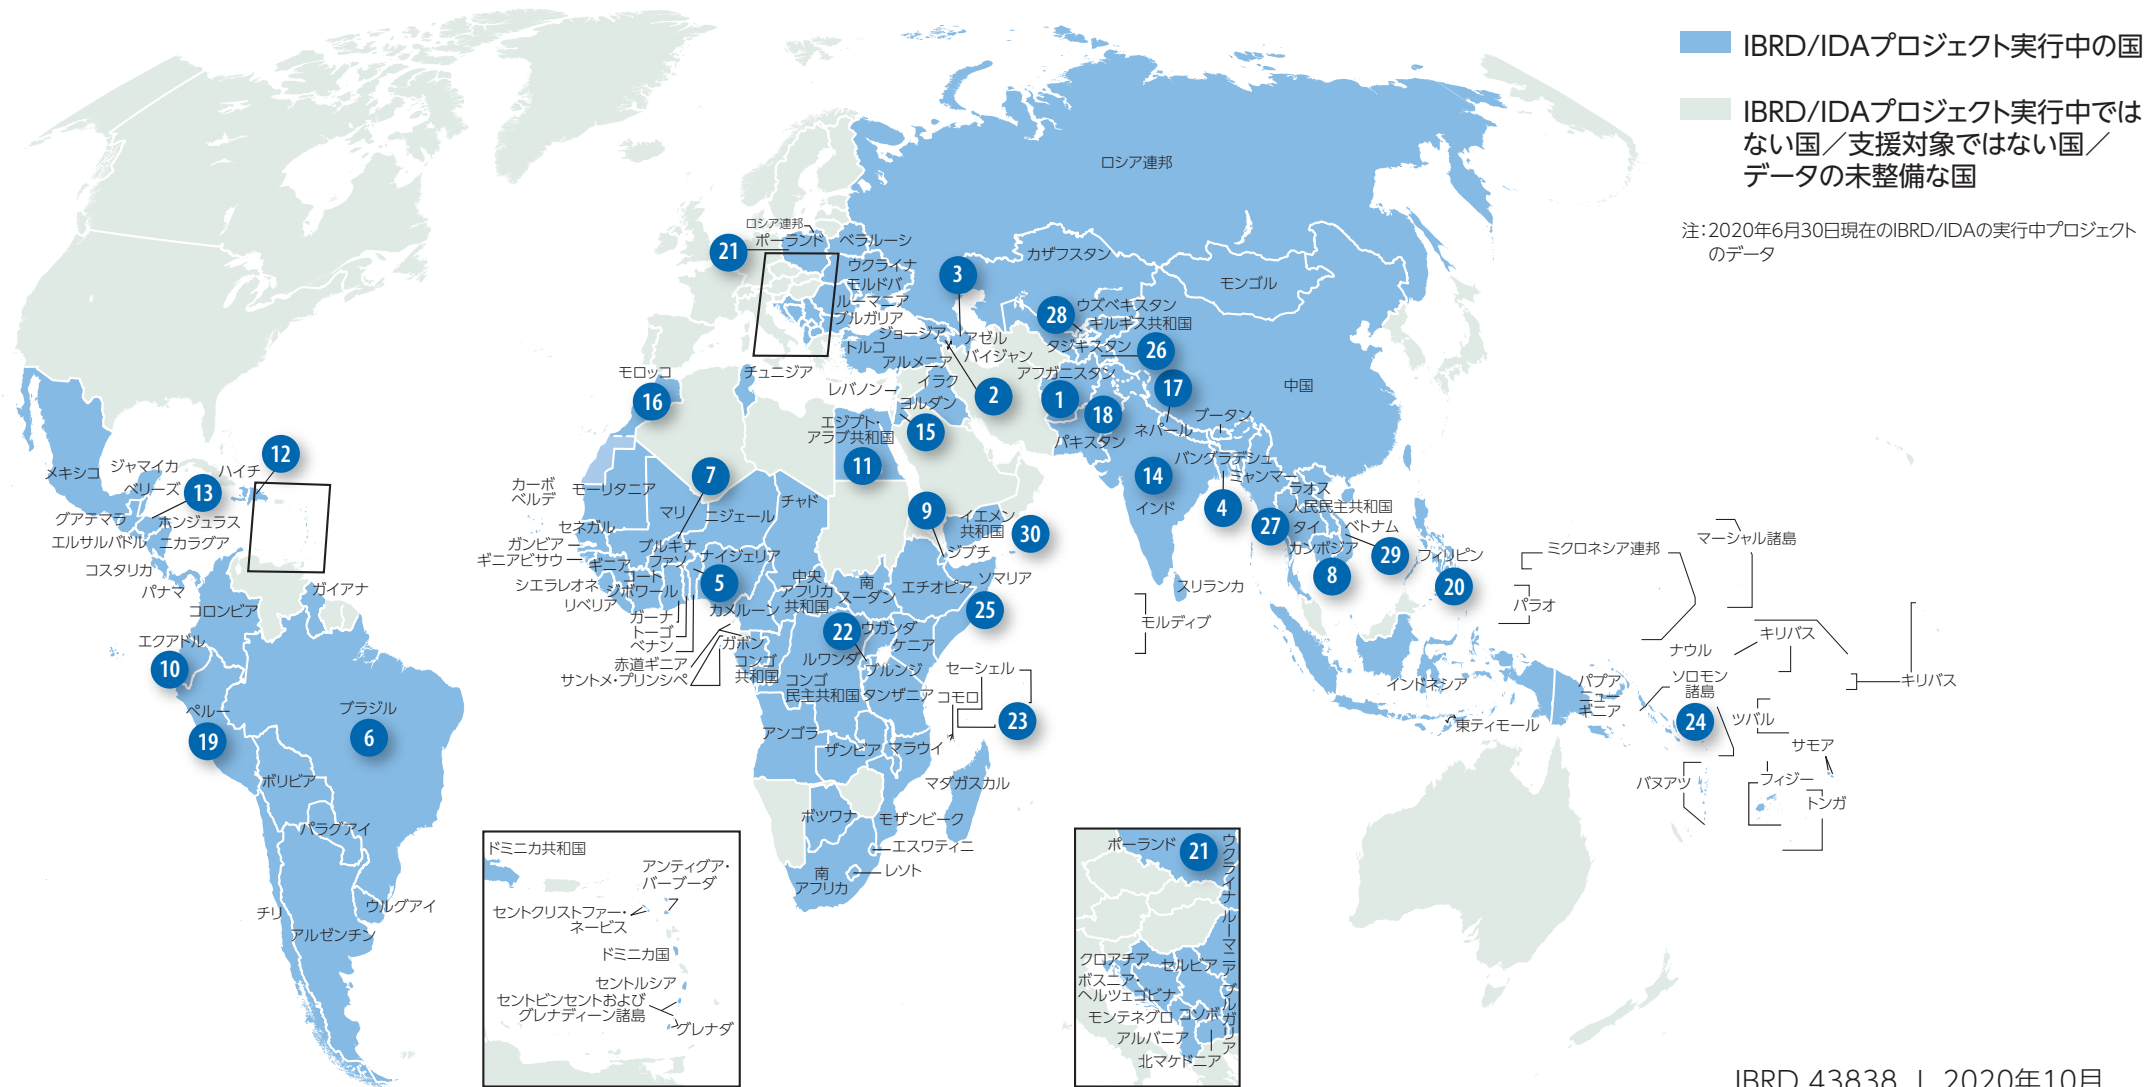 IBRD/IDAプロジェクト実行中の国
IBRD/IDAプロジェクト実行中では
ない国／支援対象ではない国／
データの未整備な国
注：2020年6月30日現在のIBRD/IDAの実行中プロジェクト
のデータ
ロシア連邦
ロシア連邦
21
ポーランド
ベラルーシ
ウクライナ
モルドバ
ルーマニア
ブルガリア
3
カザフスタン
モンゴル
28
ウズベキスタン
キルギス共和国
ジョージア
アゼル
バイジャン
トルコ
アルメニア
タジキスタン
26
アフガニスタン
モロッコ
16
チュニジア
レバノン
イラク
2
1
17
18
中国
ヨルダン
15
エジプト・
アラブ共和国
11
パキスタン
ネパール
ブータン
12
メキシコ
ジャマイカ
ハイチ
ベリーズ
13
グアテマラ
ホンジュラス
エルサルバドル
ニカラグア
コスタリカ
パナマ
ガイアナ
コロンビア
エクアドル
10
ペルー
19
ブラジル
6
ボリビア
パラグアイ
チリ
ウルグアイ
アルゼンチン
カーボ
ベルデ
モーリタニア
7
マリ
ニジェール
チャド
セネガル
ガンビア
ギニアビサウ
ギニア
シエラレオネ
リベリア
コート
ジボワール
ブルキナ
ファソ
ナイジェリア
5
ガーナ
トーゴ
ベナン
カメルーン
中央
アフリカ
共和国
南
スーダン
9
イエメン
共和国
30
ジブチ
エチオピア
ソマリア
25
赤道ギニア
サントメ・プリンシペ
ガボン
コンゴ
共和国
22
ウガンダ
ケニア
ルワンダ
ブルンジ
コンゴ
民主共和国
タンザニア
セーシェル
コモロ
23
アンゴラ
ザンビア
マラウイ
マダガスカル
ボツワナ
モザンビーク
エスワティニ
レソト
南
アフリカ
14
インド
バングラデシュ
4
ミャンマー
ラオス
人民民主共和国
27
タイ
ベトナム
29
カンボジア
8
フィリピン
20
スリランカ
モルディブ
ミクロネシア連邦
マーシャル諸島
パラオ
キリバス
ナウル
キリバス
インドネシア
パプア
ニュー
ギニア
ソロモン
諸島
24
ツバル
東ティモール
サモア
バヌアツ
フィジー
トンガ
ドミニカ共和国
アンティグア・
バーブーダ
セントクリストファー・
ネービス
ドミニカ国
セントルシア
セントビンセントおよび
グレナディーン諸島
グレナダ
ポーランド
21
ウクライナ
ルーマニア
クロアチア
セルビア
ボスニア・
ヘルツェゴビナ
ブルガリア
モンテネグロ
コソボ
アルバニア
北マケドニア
IBRD 43838 | 2020年10月